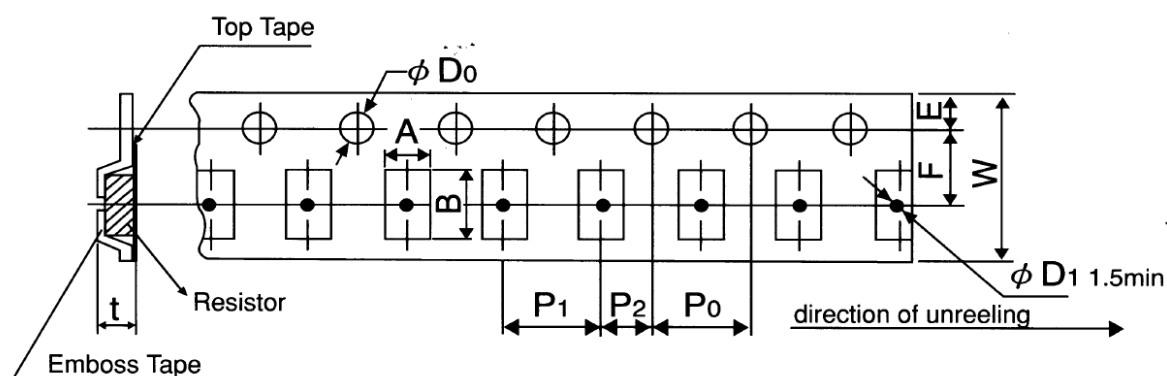 Top Tape
φ D0
A
B
E
F
W
t
Resistor
Emboss Tape
P1
P2
P0
φ D1 1.5min
direction of unreeling